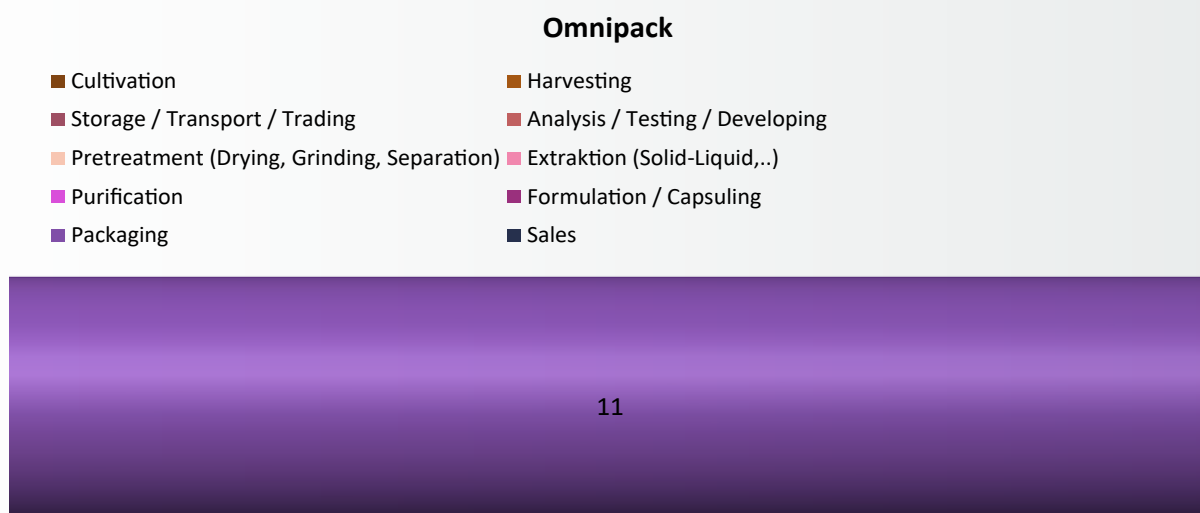 Omnipack
Cultivation
Harvesting
Storage / Transport / Trading
Analysis / Testing / Developing
Pretreatment (Drying, Grinding, Separation)
Extraktion (Solid-Liquid,..)
Purification
Formulation / Capsuling
Packaging
Sales
11